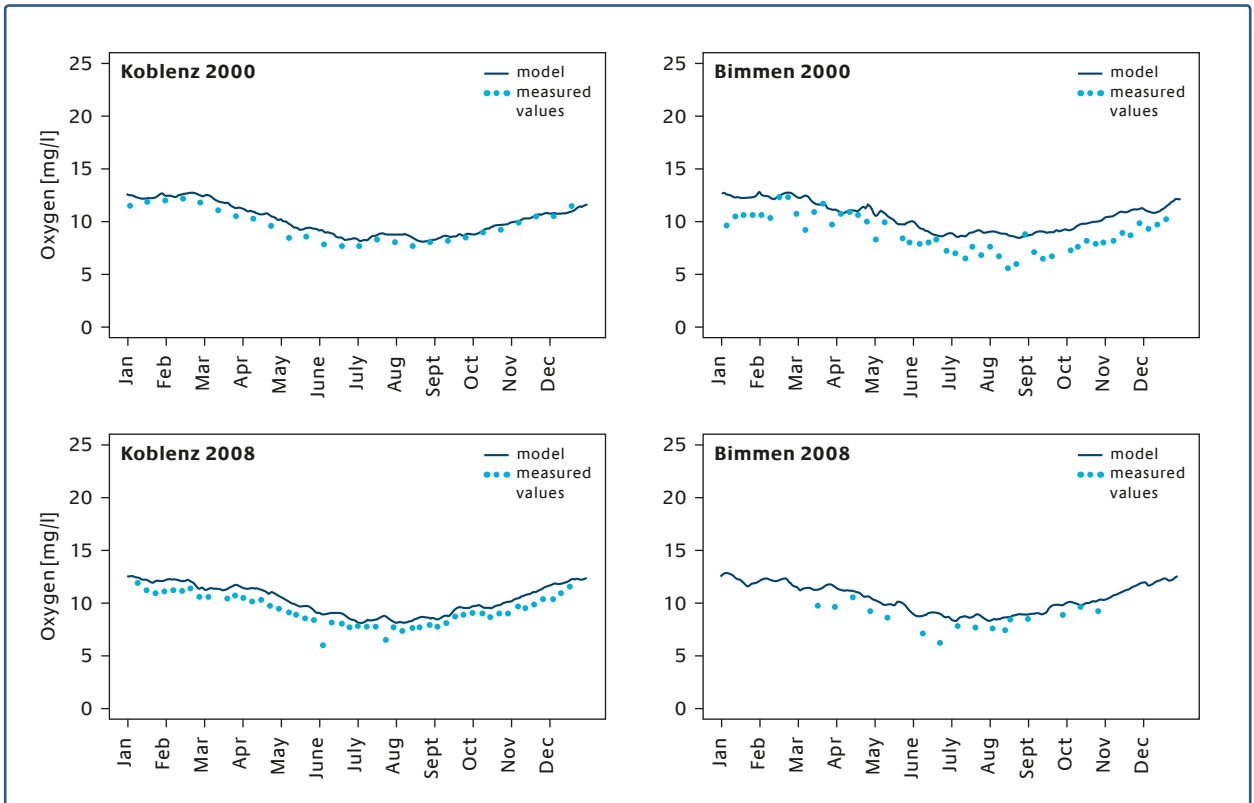 Koblenz 2000
model
measured
values
Oxygen [mg/l]
25
20
15
10
5
0
Jan Feb Mar Apr May June July Aug Sept Oct Nov Dec
Bimmen 2000
model
measured
values
25
20
15
10
5
0
Jan Feb Mar Apr May June July Aug Sept Oct Nov Dec
Koblenz 2008
model
measured
values
Oxygen [mg/l]
25
20
15
10
5
0
Jan Feb Mar Apr May June July Aug Sept Oct Nov Dec
Bimmen 2008
model
measured
values
25
20
15
10
5
0
Jan Feb Mar Apr May June July Aug Sept Oct Nov Dec